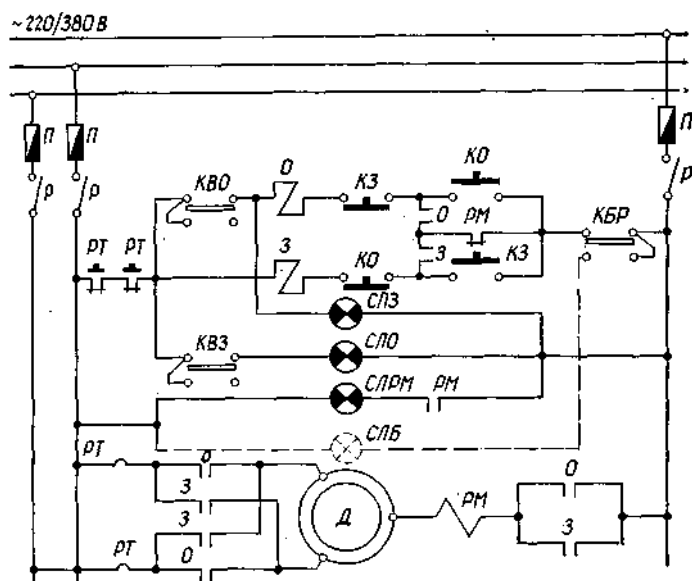 ~220/380 В
П
П
П
Р
Р
Р
КВО
О
КЗ
КО
О
РМ
КБР
РТ
РТ
З
КО
З
КЗ
СЛЗ
КВЗ
СЛО
СЛРМ
РМ
СЛБ
РТ
О
З
Д
РМ
О
З
РТ
З
О